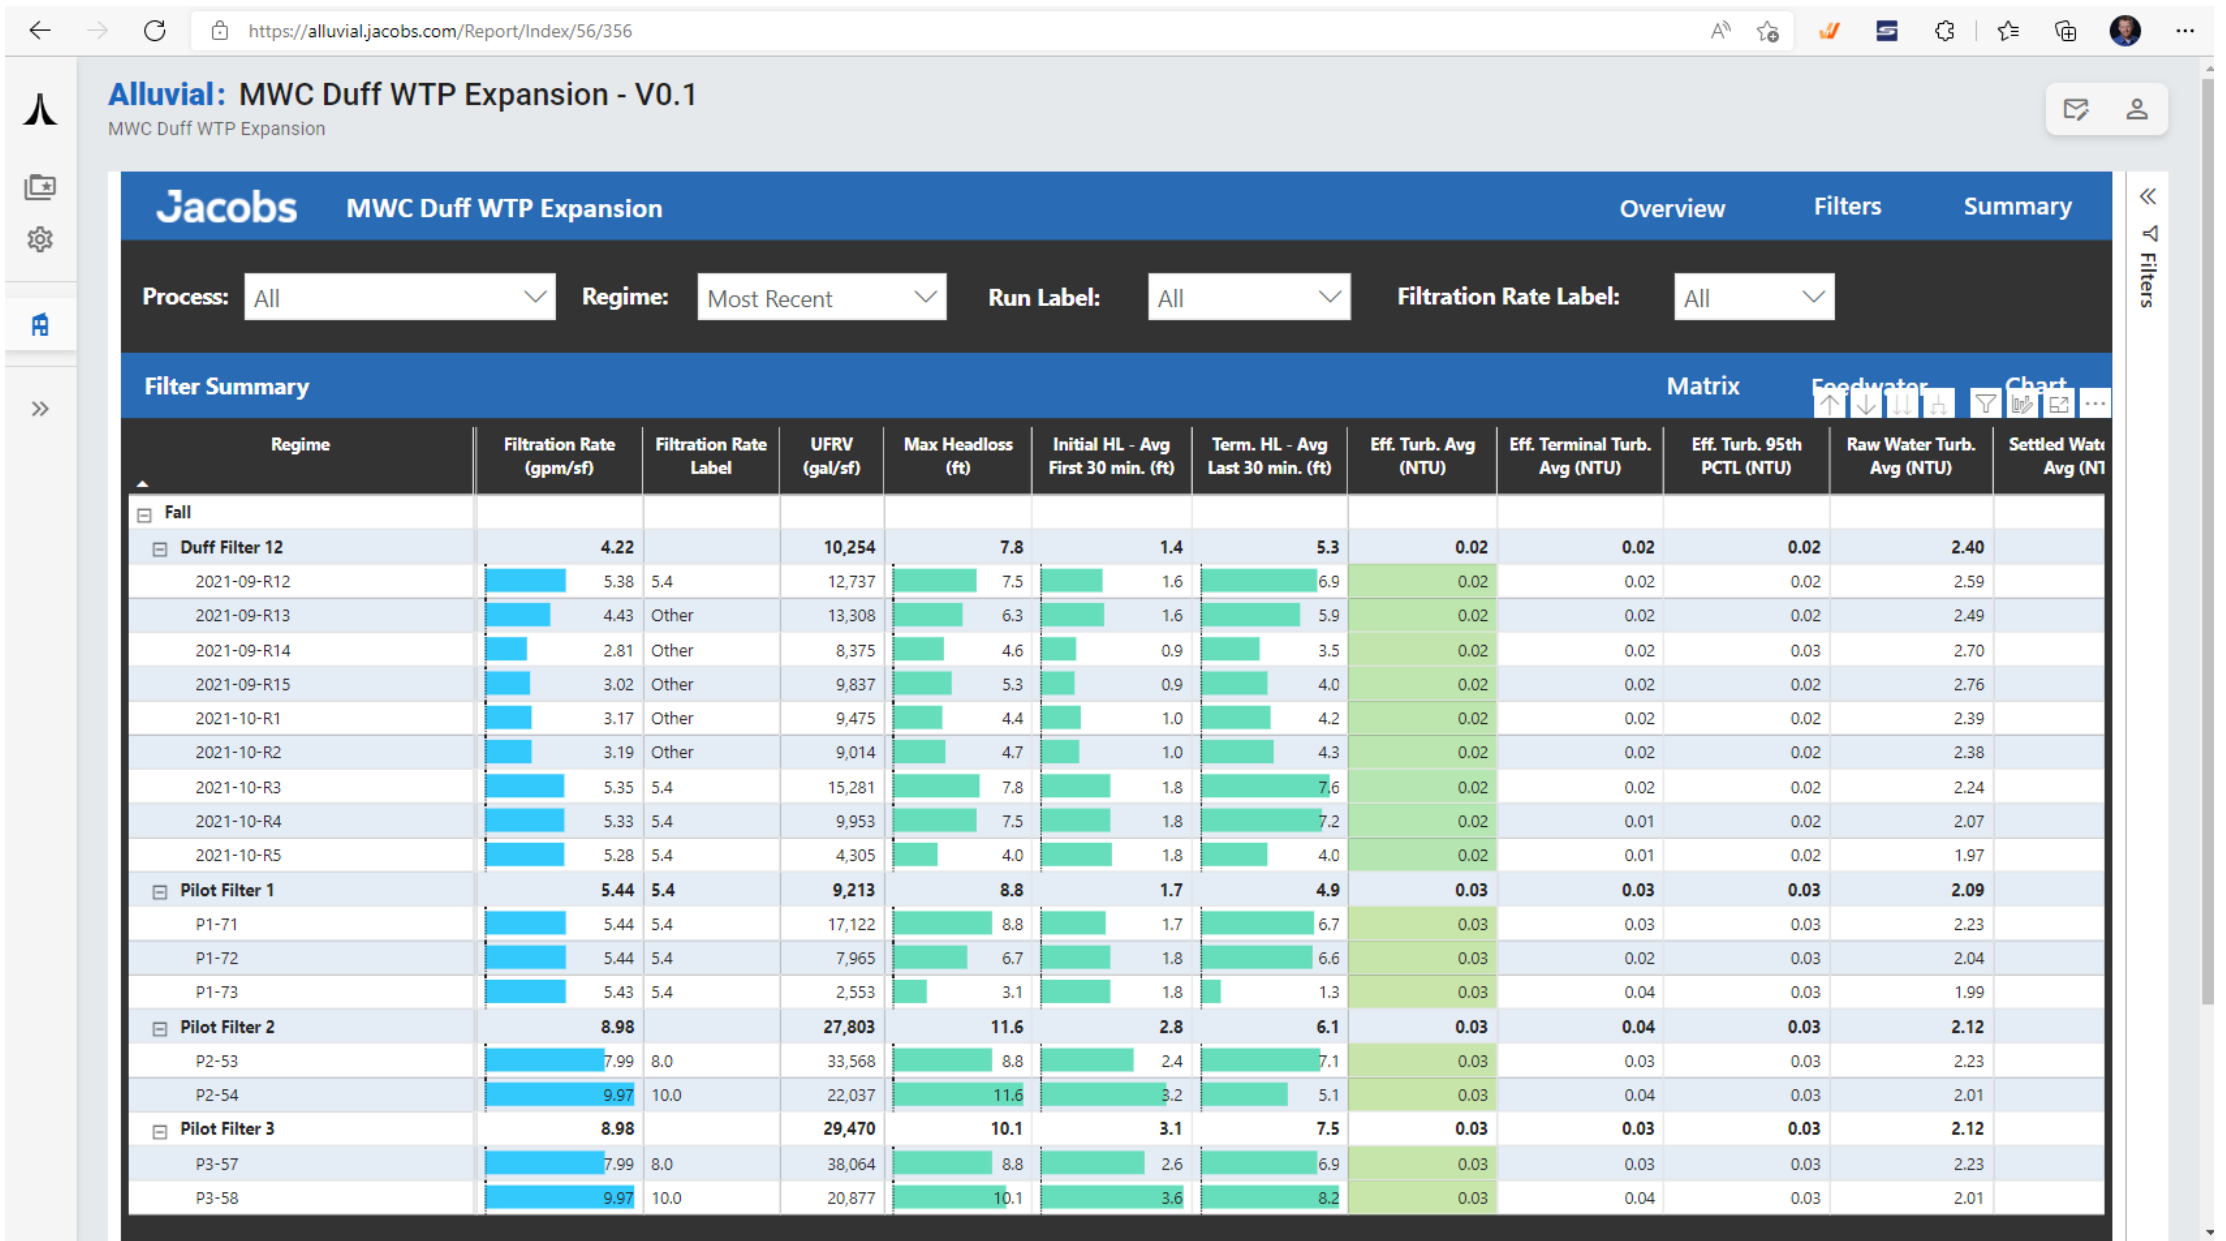 https://alluvial.jacobs.com/Report/Index/56/356
Alluvial: MWC Duff WTP Expansion - V0.1
MWC Duff WTP Expansion
Jacobs MWC Duff WTP Expansion Overview Filters Summary
Filters
Process: All Regime: Most Recent Run Label: All Filtration Rate Label: All
Filter Summary Matrix Feedwater Chart
Regime Filtration Rate (gpm/sf) Filtration Rate Label UFRV (gal/sf) Max Headloss (ft) Initial HL - Avg First 30 min. (ft) Term. HL - Avg Last 30 min. (ft) Eff. Turb. Avg (NTU) Eff. Terminal Turb. Avg (NTU) Eff. Turb. 95th PCTL (NTU) Raw Water Turb. Avg (NTU) Settled Wate Avg (NT
Fall
Duff Filter 12 4.22 10,254 7.8 1.4 5.3 0.02 0.02 0.02 2.40
2021-09-R12 5.38 5.4 12,737 7.5 1.6 6.9 0.02 0.02 0.02 2.59
2021-09-R13 4.43 Other 13,308 6.3 1.6 5.9 0.02 0.02 0.02 2.49
2021-09-R14 2.81 Other 8,375 4.6 0.9 3.5 0.02 0.02 0.03 2.70
2021-09-R15 3.02 Other 9,837 5.3 0.9 4.0 0.02 0.02 0.02 2.76
2021-10-R1 3.17 Other 9,475 4.4 1.0 4.2 0.02 0.02 0.02 2.39
2021-10-R2 3.19 Other 9,014 4.7 1.0 4.3 0.02 0.02 0.02 2.38
2021-10-R3 5.35 5.4 15,281 7.8 1.8 7.6 0.02 0.02 0.02 2.24
2021-10-R4 5.33 5.4 9,953 7.5 1.8 7.2 0.02 0.01 0.02 2.07
2021-10-R5 5.28 5.4 4,305 4.0 1.8 4.0 0.02 0.01 0.02 1.97
Pilot Filter 1 5.44 5.4 9,213 8.8 1.7 4.9 0.03 0.03 0.03 2.09
P1-71 5.44 5.4 17,122 8.8 1.7 6.7 0.03 0.03 0.03 2.23
P1-72 5.44 5.4 7,965 6.7 1.8 6.6 0.03 0.02 0.03 2.04
P1-73 5.43 5.4 2,553 3.1 1.8 1.3 0.03 0.04 0.03 1.99
Pilot Filter 2 8.98 27,803 11.6 2.8 6.1 0.03 0.04 0.03 2.12
P2-53 7.99 8.0 33,568 8.8 2.4 7.1 0.03 0.03 0.03 2.23
P2-54 9.97 10.0 22,037 11.6 3.2 5.1 0.03 0.04 0.03 2.01
Pilot Filter 3 8.98 29,470 10.1 3.1 7.5 0.03 0.03 0.03 2.12
P3-57 7.99 8.0 38,064 8.8 2.6 6.9 0.03 0.03 0.03 2.23
P3-58 9.97 10.0 20,877 10.1 3.6 8.2 0.03 0.04 0.03 2.01